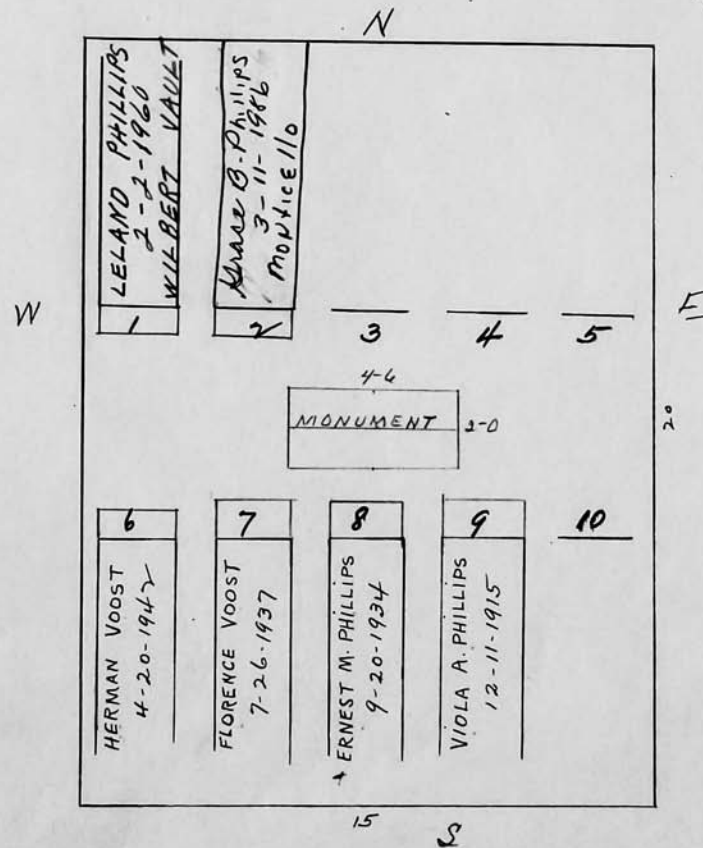 N
LELAND PHILLIPS
2-2-1960
WILBERT VAULT
Grace B. Phillips
3-11-1986
Monticello
W
E
1
2
3
4
5
4-6
MONUMENT
2-0
20
6
7
8
9
10
HERMAN VOOST
4-20-1942
FLORENCE VOOST
7-26-1937
ERNEST M. PHILLIPS
9-20-1934
VIOLA A. PHILLIPS
12-11-1915
15
S